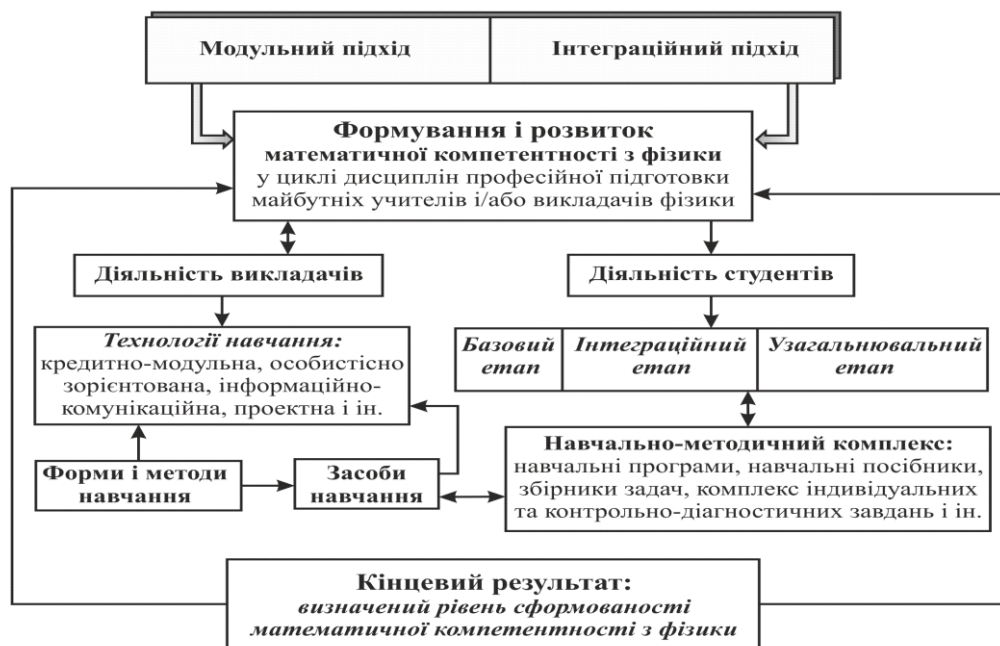 Модульний підхід
Інтеграційний підхід
Формування і розвиток
математичної компетентності з фізики
у циклі дисциплін професійної підготовки
майбутніх учителів і/або викладачів фізики
Діяльність викладачів
Діяльність студентів
Технології навчання:
кредитно-модульна, особистісно
зорієнтована, інформаційно-
комунікаційна, проектна і ін.
Базовий
етап
Інтеграційний
етап
Узагальнювальний
етап
Форми і методи
навчання
Засоби
навчання
Навчально-методичний комплекс:
навчальні програми, навчальні посібники,
збірники задач, комплекс індивідуальних
та контрольно-діагностичних завдань і ін.
Кінцевий результат:
визначений рівень сформованості
математичної компетентності з фізики